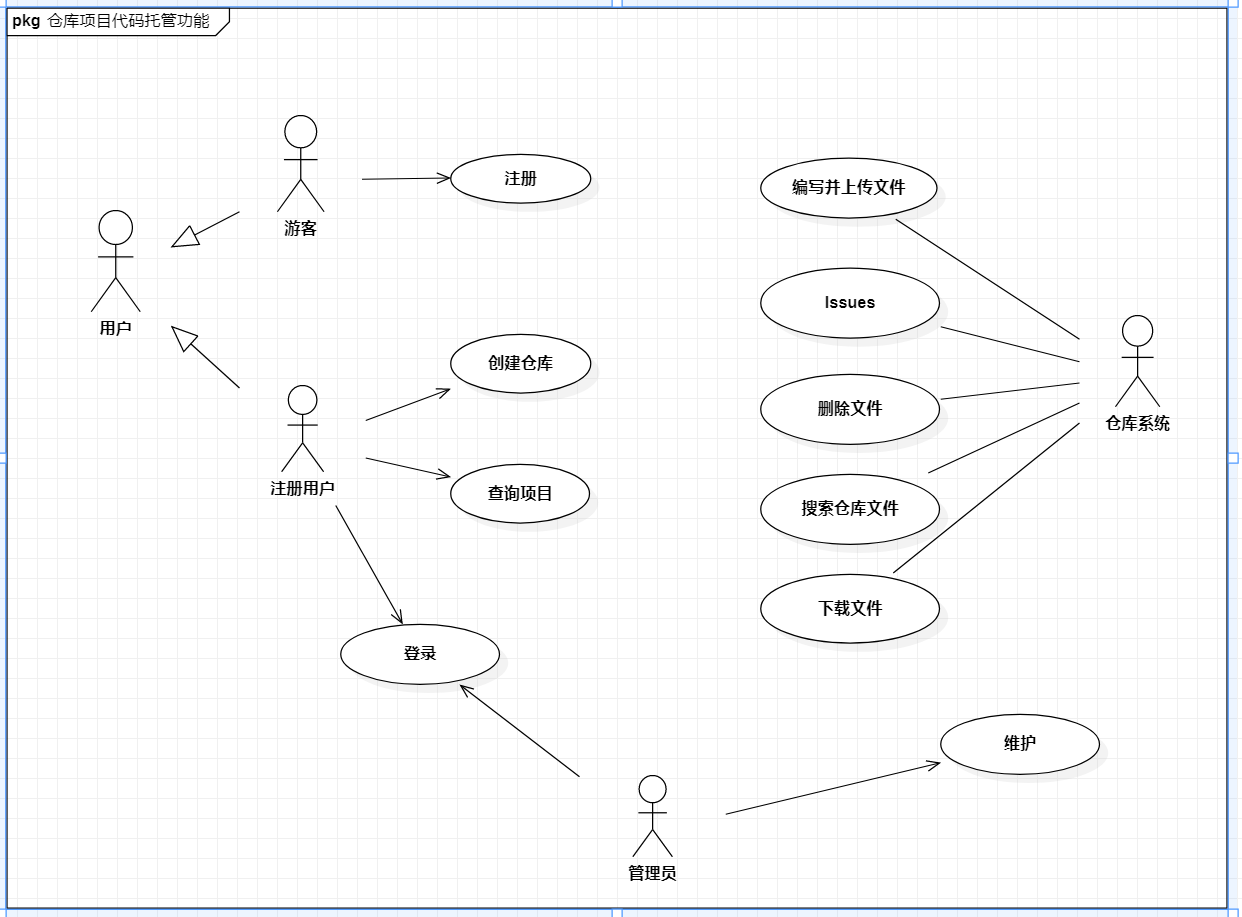 pkg 仓库项目代码托管功能
游客
注册
编写并上传文件
用户
Issues
仓库系统
创建仓库
删除文件
注册用户
查询项目
搜索仓库文件
下载文件
登录
维护
管理员